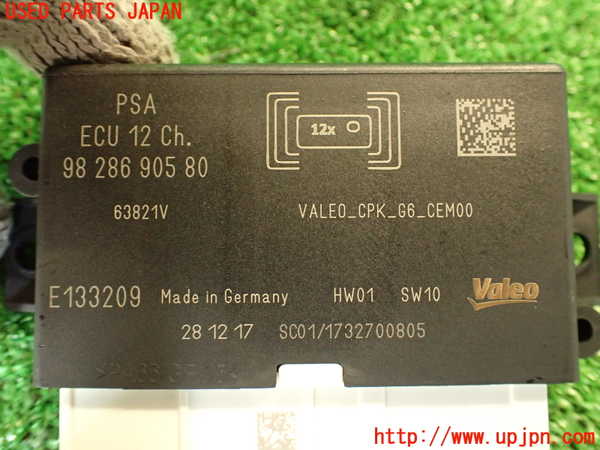 USED PARTS JAPAN
PSA
ECU 12 Ch.
98 286 905 80
12x
63821V
VALEO_CPK_G6_CEM00
E133209
Made in Germany
HW01
SW10
Valeo
28 12 17
SC01/1732700805
http://www.upjpn.com/